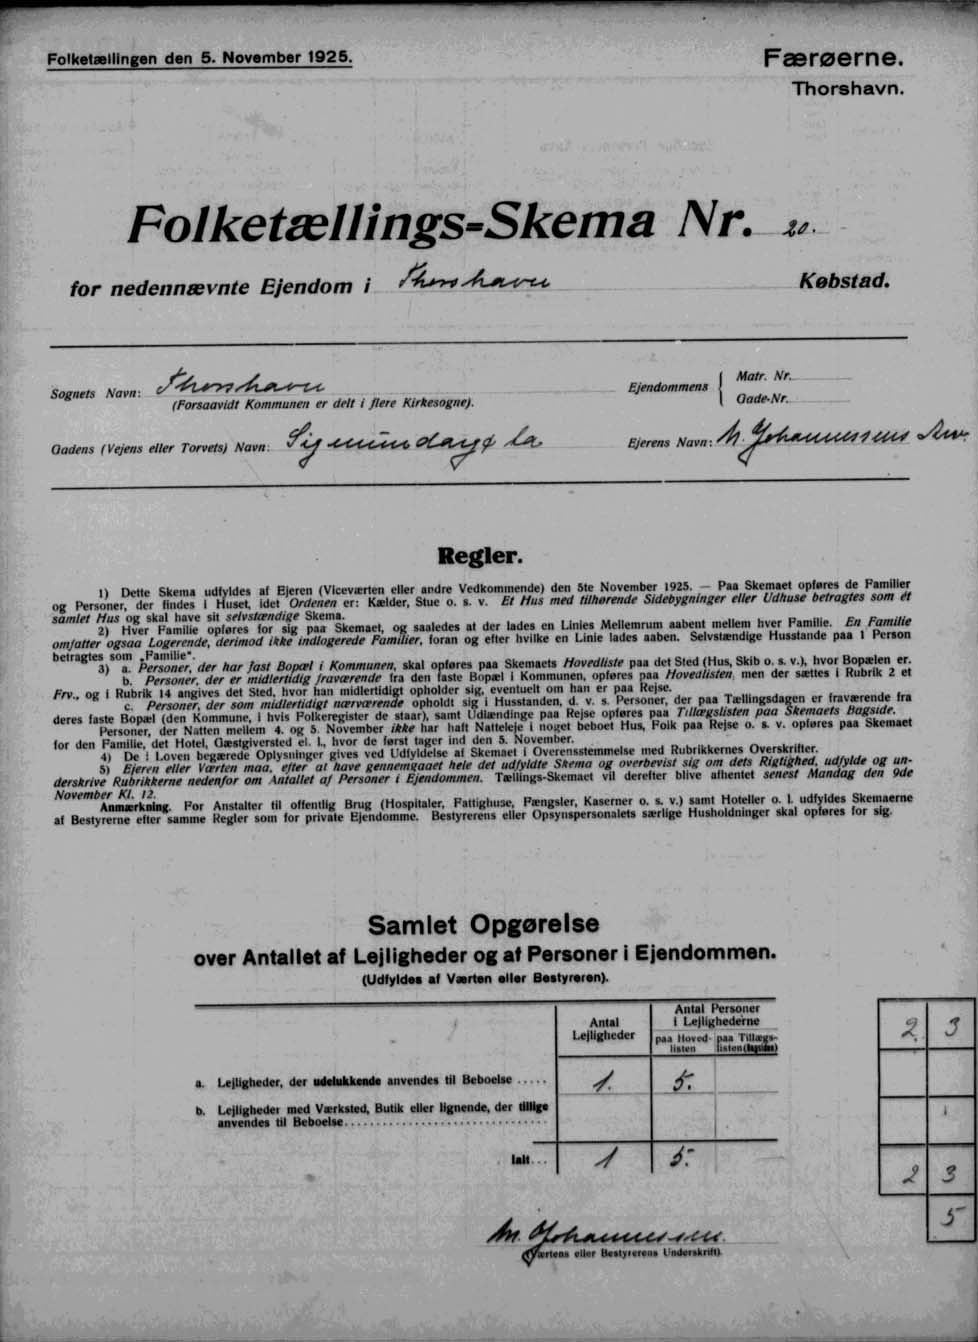 Folketællingen den 5. November 1925.
Færøerne.
Thorshavn.
Folketællings-Skema Nr. 20.
for nedennævnte Ejendom i Thorshavn Købstad.
Sognets Navn: Thorshavn
(Forsaavidt Kommunen er delt i flere Kirkesogne).
Ejendommens
Matr. Nr.
Gade-Nr.
Gadens (Vejens eller Torvets) Navn: Sigmundargøta
Ejerens Navn: M. Johannessens
Regler.
1) Dette Skema udfyldes af Ejeren (Viceværten eller andre Vedkommende) den 5te November 1925. — Paa Skemaet opføres de Familier
og Personer, der findes i Huset, idet Ordenen er: Kælder, Stue o. s. v. Et Hus med tilhørende Sidebygninger eller Udhuse betragtes som ét
samlet Hus og skal have sit selvstændige Skema.
2) Hver Familie opføres for sig paa Skemaet, og saaledes at der lades en Linies Mellemrum aabent mellem hver Familie. En Familie
omfatter ogsaa Logerende, derimod ikke indlogerede Familier, foran og efter hvilke en Linie lades aaben. Selvstændige Husstande paa 1 Person
betragtes som „Familie".
3) a. Personer, der har fast Bopæl i Kommunen, skal opføres paa Skemaets Hovedliste paa det Sted (Hus, Skib o. s. v.), hvor Bopælen er.
b. Personer, der er midlertidig fraværende fra den faste Bopæl i Kommunen, opføres paa Hovedlisten, men der sættes i Rubrik 2 et
Frv., og i Rubrik 14 angives det Sted, hvor han midlertidigt opholder sig, eventuelt om han er paa Rejse.
c. Personer, der som midlertidigt nærværende opholdt sig i Husstanden, d. v. s. Personer, der paa Tællingsdagen er fraværende fra
deres faste Bopæl (den Kommune, i hvis Folkeregister de staar), samt Udlændinge paa Rejse opføres paa Tillægslisten paa Skemaets Bagside.
Personer, der Natten mellem 4. og 5. November ikke har haft Natteleje i noget beboet Hus, Folk paa Rejse o. s. v. opføres paa Skemaet
for den Familie, det Hotel, Gæstgiversted el. l., hvor de først tager ind den 5. November.
4) De i Loven begærede Oplysninger gives ved Udfyldelse af Skemaet i Overensstemmelse med Rubrikkernes Overskrifter.
5) Ejeren eller Værten maa, efter at have gennemgaaet hele det udfyldte Skema og overbevist sig om dets Rigtighed, udfylde og un-
derskrive Rubrikkerne nedenfor om Antallet af Personer i Ejendommen. Tællings-Skemaet vil derefter blive afhentet senest Mandag den 9de
November Kl. 12.
Anmærkning. For Anstalter til offentlig Brug (Hospitaler, Fattighuse, Fængsler, Kaserner o. s. v.) samt Hoteller o. l. udfyldes Skemaerne
af Bestyrerne efter samme Regler som for private Ejendomme. Bestyrerens eller Opsynspersonalets særlige Husholdninger skal opføres for sig.
Samlet Opgørelse
over Antallet af Lejligheder og af Personer i Ejendommen.
(Udfyldes af Værten eller Bestyreren).
Antal
Lejligheder
Antal Personer
i Lejlighederne
paa Hoved-
listen
paa Tillægs-
listen (Bagsiden)
2. 3
a. Lejligheder, der udelukkende anvendes til Beboelse ..... 1. 5.
b. Lejligheder med Værksted, Butik eller lignende, der tillige
anvendes til Beboelse
Ialt... 1 5.
2 3
5
M. Johannessen
(Værtens eller Bestyrerens Underskrift).